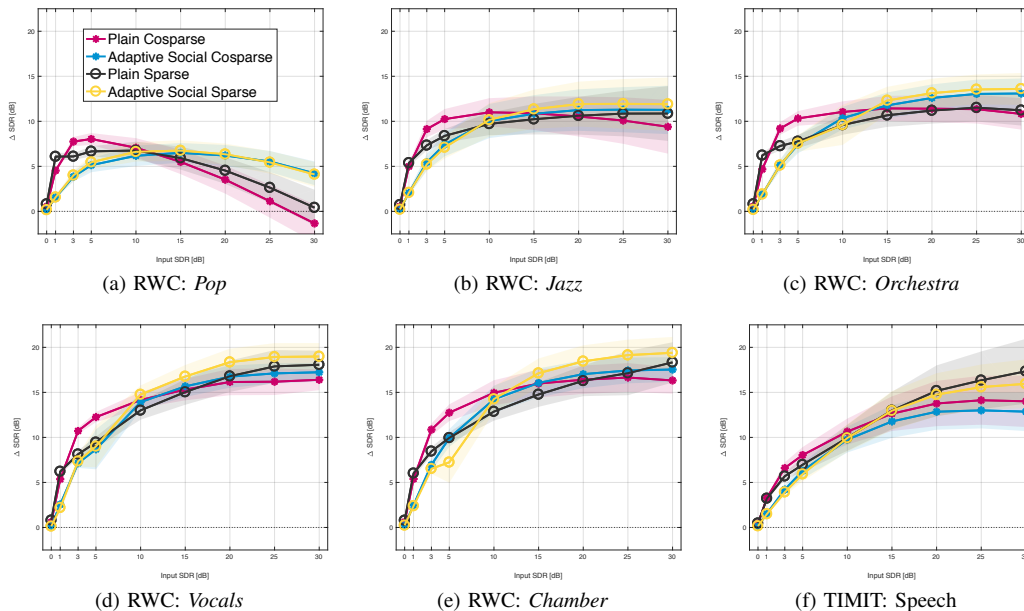 20
15
10
5
0
Δ SDR [dB]
Plain Cosparse
Adaptive Social Cosparse
Plain Sparse
Adaptive Social Sparse
0 1 3 5 10 15 20 25 30
Input SDR [dB]
(a) RWC: Pop
20
15
10
5
0
Δ SDR [dB]
0 1 3 5 10 15 20 25 30
Input SDR [dB]
(b) RWC: Jazz
20
15
10
5
0
Δ SDR [dB]
0 1 3 5 10 15 20 25 30
Input SDR [dB]
(c) RWC: Orchestra
20
15
10
5
0
Δ SDR [dB]
0 1 3 5 10 15 20 25 30
Input SDR [dB]
(d) RWC: Vocals
20
15
10
5
0
Δ SDR [dB]
0 1 3 5 10 15 20 25 30
Input SDR [dB]
(e) RWC: Chamber
20
15
10
5
0
Δ SDR [dB]
0 1 3 5 10 15 20 25 30
Input SDR [dB]
(f) TIMIT: Speech